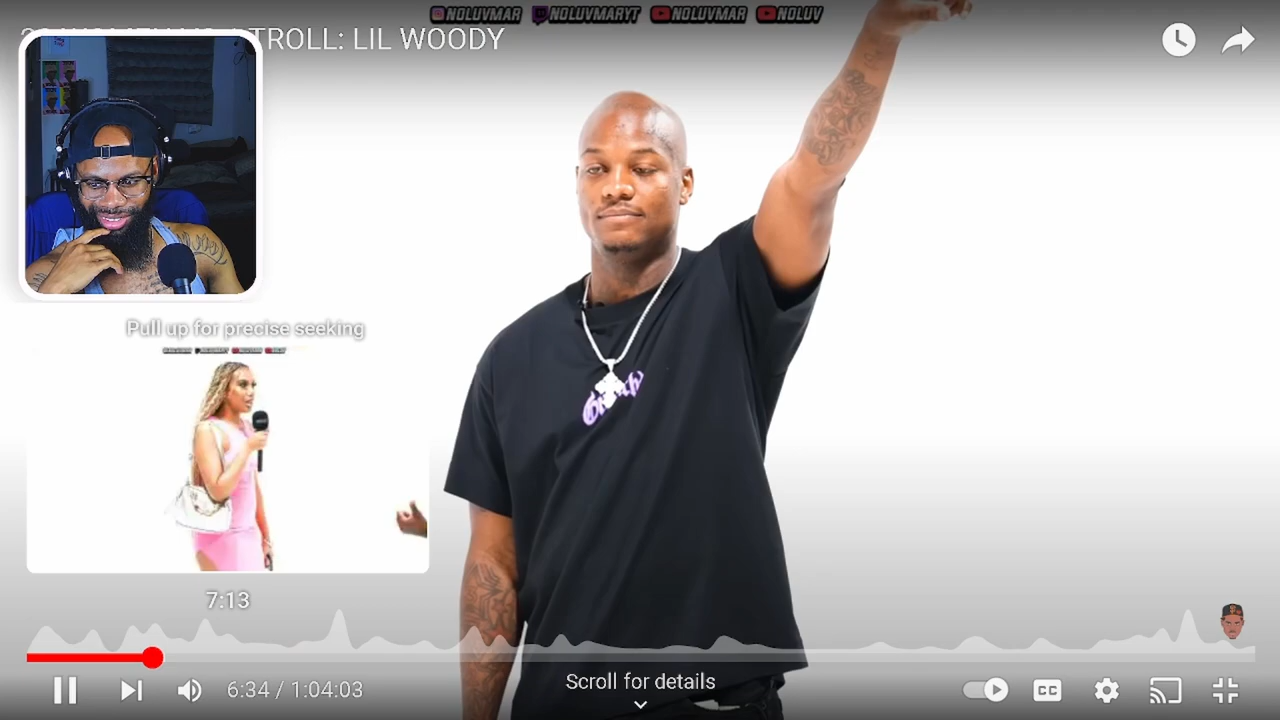 NOLUVMAR NOLUVMARYT NOLUVMAR NOLUV
TROLL: LIL WOODY
Pull up for precise seeking
7:13
6:34 / 1:04:03
Scroll for details
CC